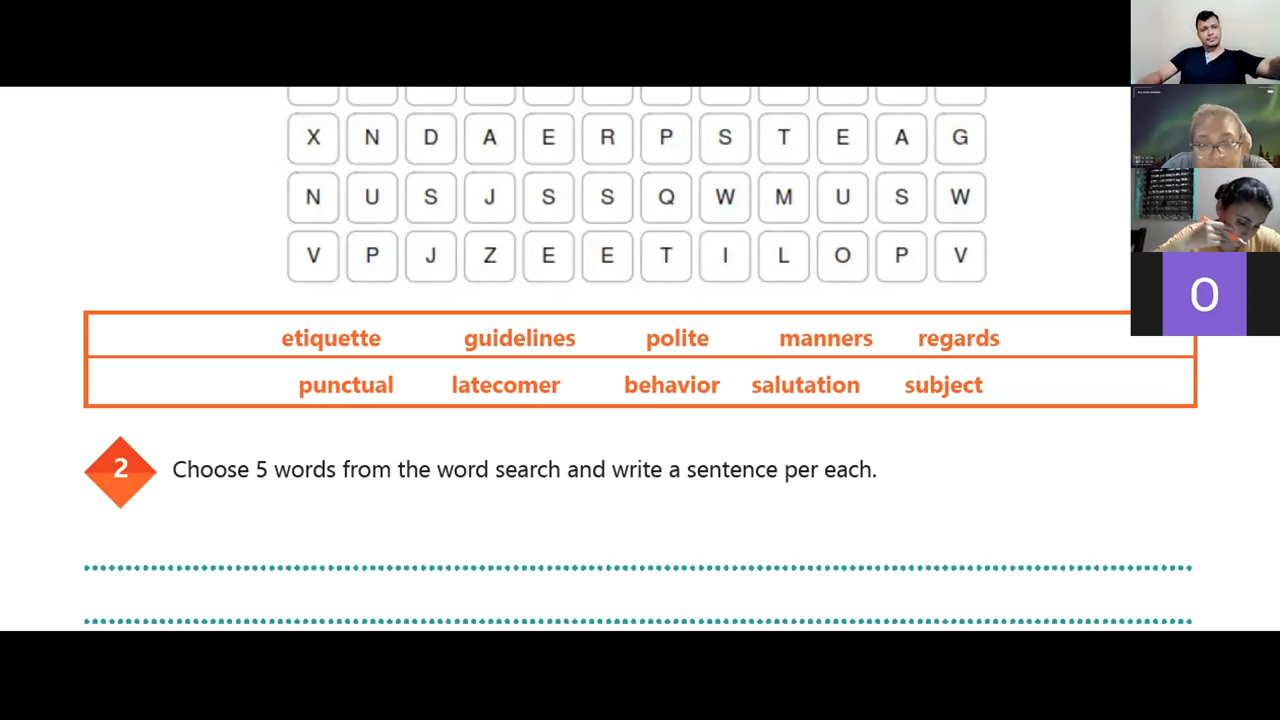 X N D A E R P S T E A G
N U S J S S Q W M U S W
V P J Z E E T I L O P V
etiquette guidelines polite manners regards
punctual latecomer behavior salutation subject
2 Choose 5 words from the word search and write a sentence per each.
O